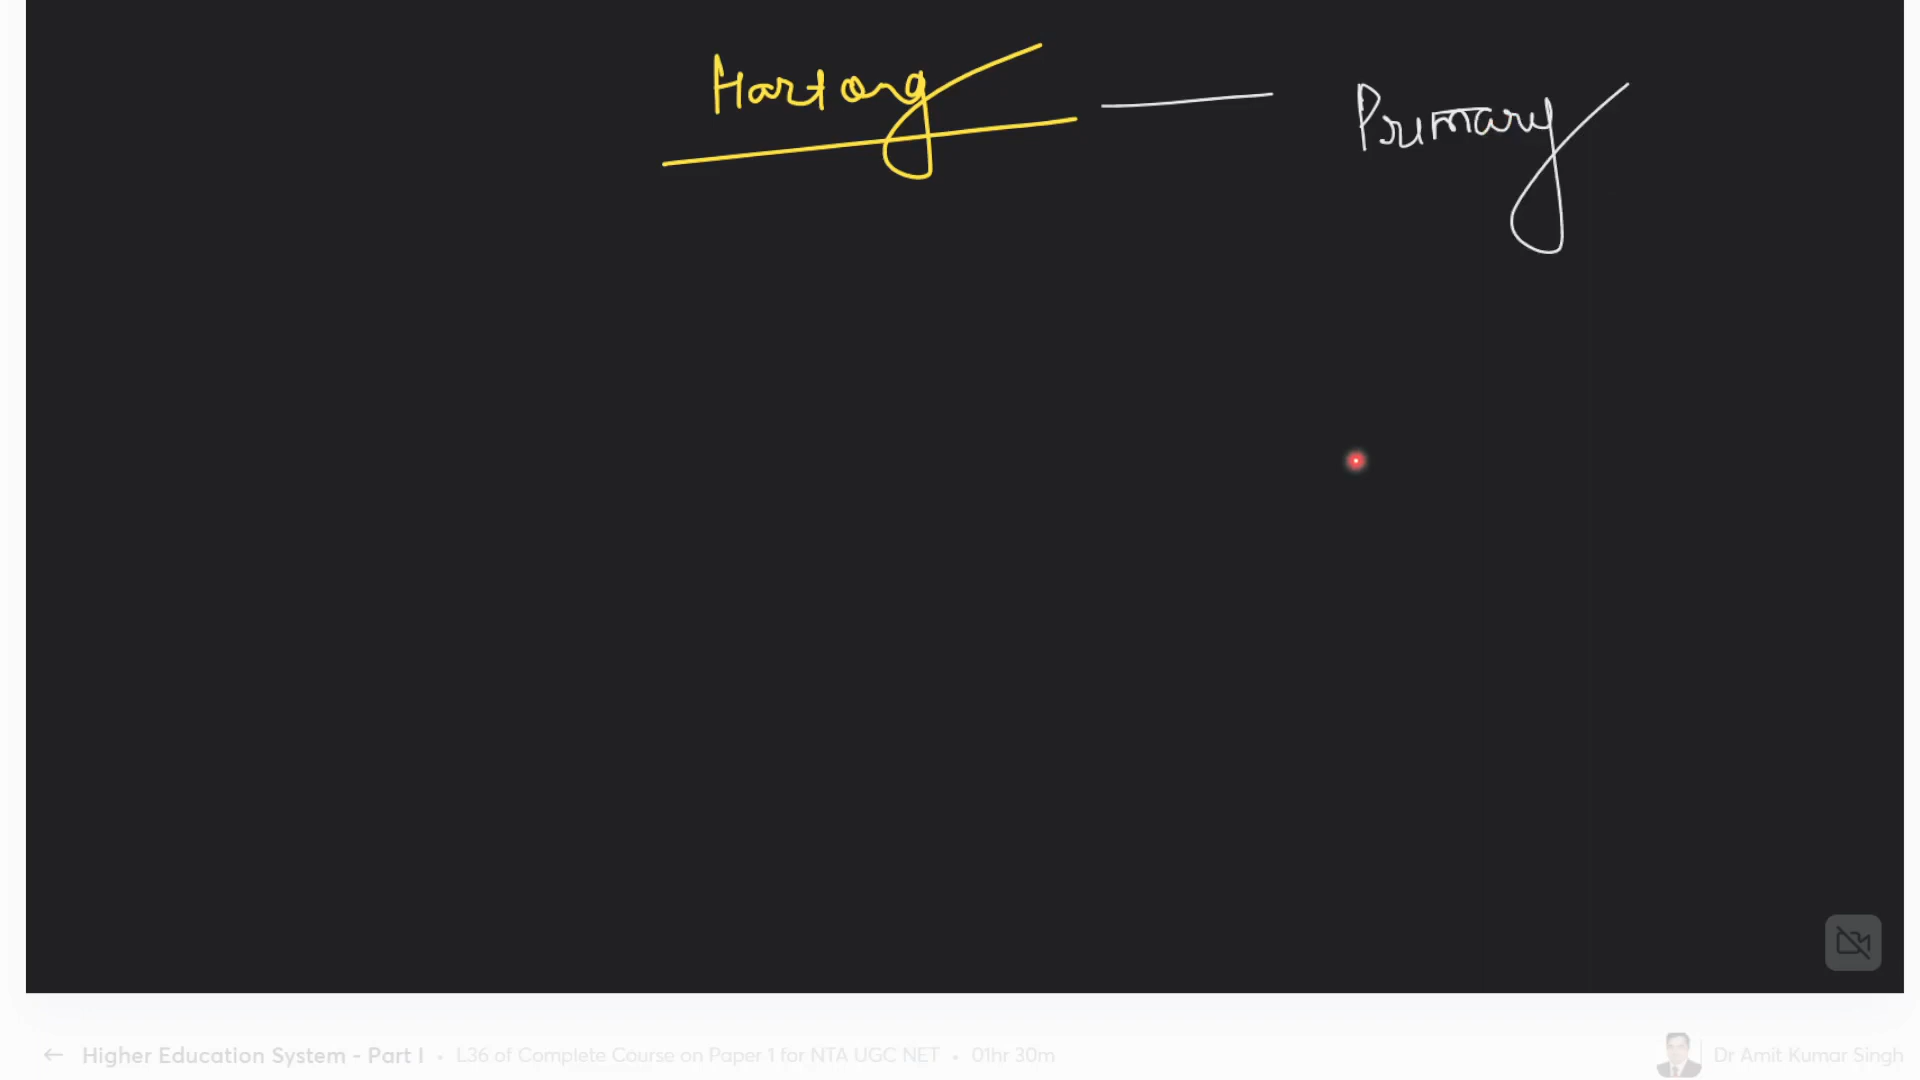 Hartong — Primary
← Higher Education System - Part I • L36 of Complete Course on Paper 1 for NTA UGC NET • 01hr 30m
Dr Amit Kumar Singh